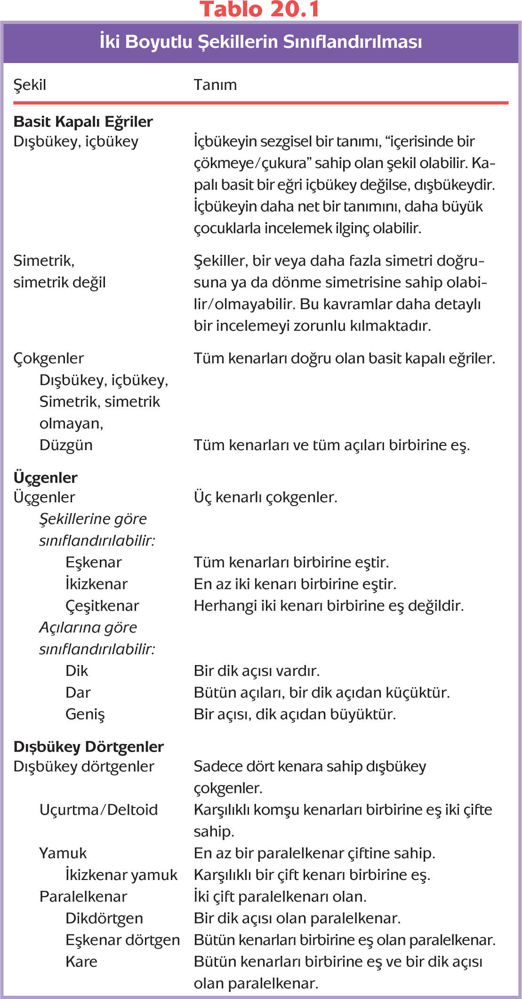 Tablo 20.1
İki Boyutlu Şekillerin Sınıflandırılması
Şekil Tanım
Basit Kapalı Eğriler
Dışbükey, içbükey İçbükeyin sezgisel bir tanımı, “içerisinde bir
çökmeye/çukura” sahip olan şekil olabilir. Ka-
palı basit bir eğri içbükey değilse, dışbükeydir.
İçbükeyin daha net bir tanımını, daha büyük
çocuklarla incelemek ilginç olabilir.
Simetrik, Şekiller, bir veya daha fazla simetri doğru-
simetrik değil suna ya da dönme simetrisine sahip olabi-
lir/olmayabilir. Bu kavramlar daha detaylı
bir incelemeyi zorunlu kılmaktadır.
Çokgenler Tüm kenarları doğru olan basit kapalı eğriler.
Dışbükey, içbükey,
Simetrik, simetrik
olmayan,
Düzgün Tüm kenarları ve tüm açıları birbirine eş.
Üçgenler
Üçgenler Üç kenarlı çokgenler.
Şekillerine göre
sınıflandırılabilir:
Eşkenar Tüm kenarları birbirine eştir.
İkizkenar En az iki kenarı birbirine eştir.
Çeşitkenar Herhangi iki kenarı birbirine eş değildir.
Açılarına göre
sınıflandırılabilir:
Dik Bir dik açısı vardır.
Dar Bütün açıları, bir dik açıdan küçüktür.
Geniş Bir açısı, dik açıdan büyüktür.
Dışbükey Dörtgenler
Dışbükey dörtgenler Sadece dört kenara sahip dışbükey
çokgenler.
Uçurtma/Deltoid Karşılıklı komşu kenarları birbirine eş iki çifte
sahip.
Yamuk En az bir paralelkenar çiftine sahip.
İkizkenar yamuk Karşılıklı bir çift kenarı birbirine eş.
Paralelkenar İki çift paralelkenarı olan.
Dikdörtgen Bir dik açısı olan paralelkenar.
Eşkenar dörtgen Bütün kenarları birbirine eş olan paralelkenar.
Kare Bütün kenarları birbirine eş ve bir dik açısı
olan paralelkenar.